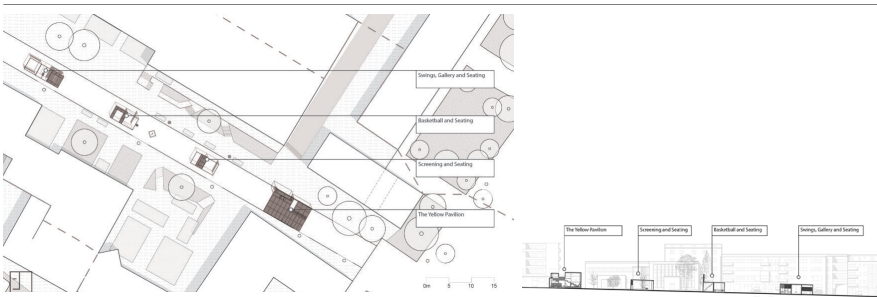 Swings, Gallery and Seating
Basketball and Seating
Screening and Seating
The Yellow Pavilion
0m 5 10 15
The Yellow Pavilion
Screening and Seating
Basketball and Seating
Swings, Gallery and Seating